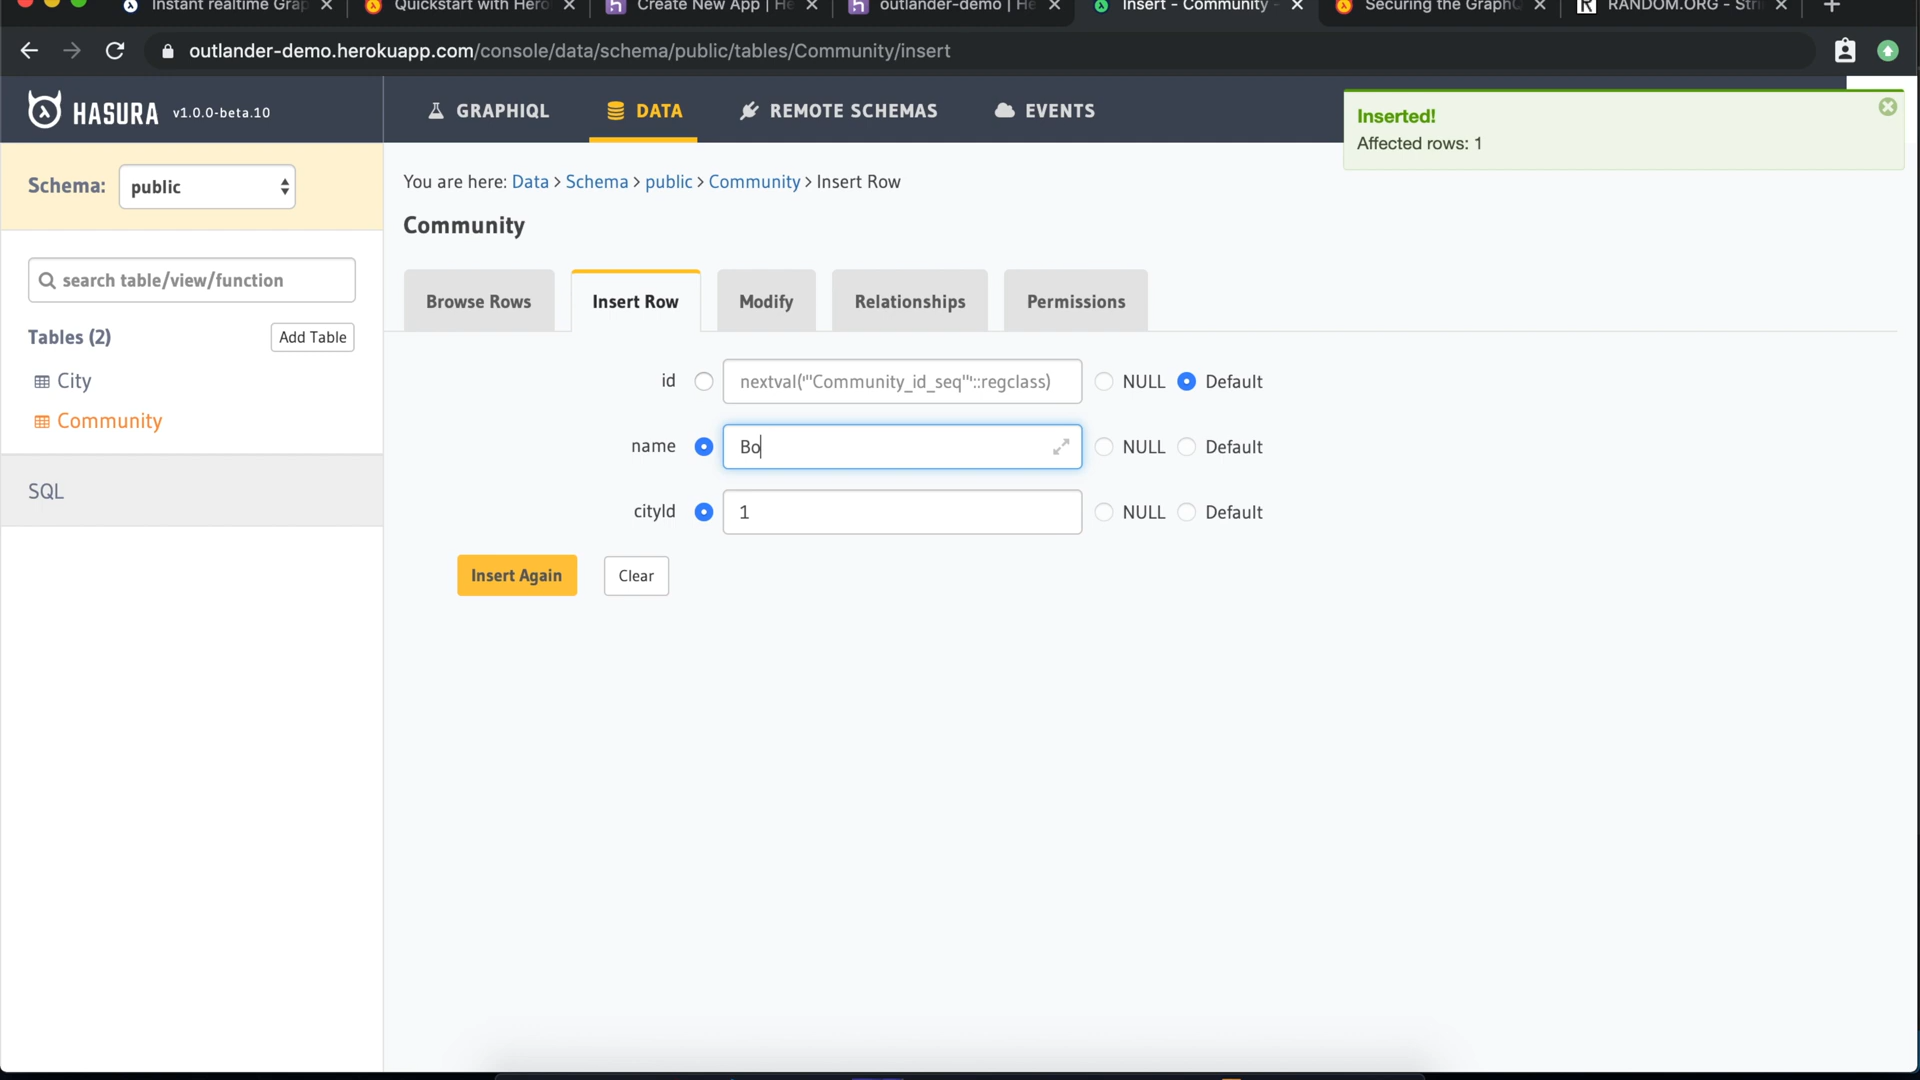 Instant realtime Grap
Quickstart with Hero
Create New App | He
outlander-demo | He
Insert - Community -
Securing the GraphQ
RANDOM.ORG - Stri
outlander-demo.herokuapp.com/console/data/schema/public/tables/Community/insert
HASURA v1.0.0-beta.10
GRAPHIQL
DATA
REMOTE SCHEMAS
EVENTS
Inserted!
Affected rows: 1
Schema: public
You are here: Data > Schema > public > Community > Insert Row
Community
search table/view/function
Browse Rows
Insert Row
Modify
Relationships
Permissions
Tables (2)
Add Table
City
Community
SQL
id nextval('"Community_id_seq"'::regclass) NULL Default
name Bo NULL Default
cityId 1 NULL Default
Insert Again
Clear